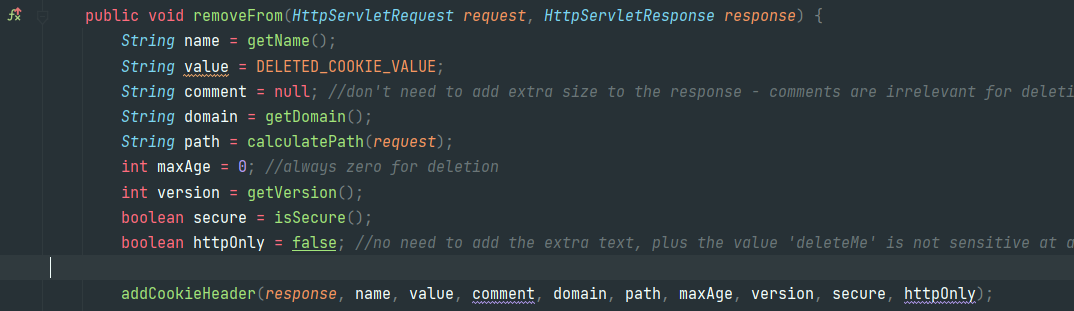 public void removeFrom(HttpServletRequest request, HttpServletResponse response) {
String name = getName();
String value = DELETED_COOKIE_VALUE;
String comment = null; //don't need to add extra size to the response - comments are irrelevant for deleti
String domain = getDomain();
String path = calculatePath(request);
int maxAge = 0; //always zero for deletion
int version = getVersion();
boolean secure = isSecure();
boolean httpOnly = false; //no need to add the extra text, plus the value 'deleteMe' is not sensitive at a
addCookieHeader(response, name, value, comment, domain, path, maxAge, version, secure, httpOnly);